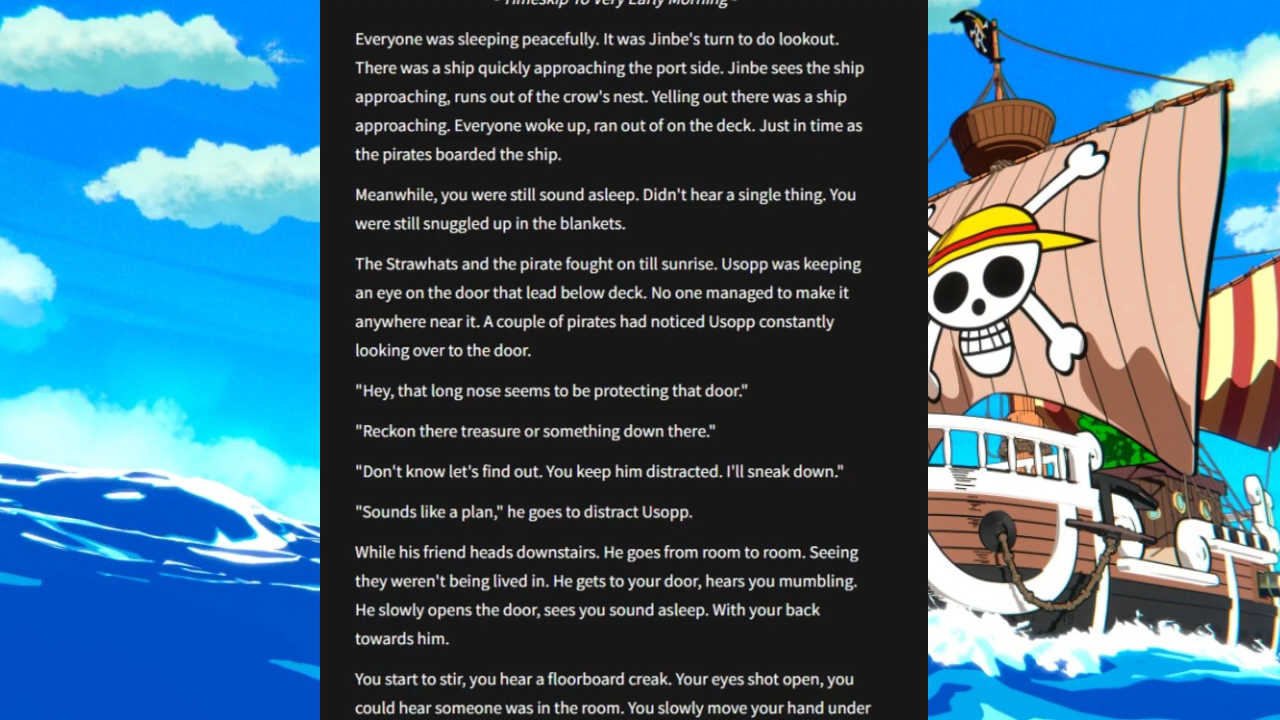 - Timeskip To Very Early Morning -
Everyone was sleeping peacefully. It was Jinbe's turn to do lookout.
There was a ship quickly approaching the port side. Jinbe sees the ship
approaching, runs out of the crow's nest. Yelling out there was a ship
approaching. Everyone woke up, ran out of on the deck. Just in time as
the pirates boarded the ship.
Meanwhile, you were still sound asleep. Didn't hear a single thing. You
were still snuggled up in the blankets.
The Strawhats and the pirate fought on till sunrise. Usopp was keeping
an eye on the door that lead below deck. No one managed to make it
anywhere near it. A couple of pirates had noticed Usopp constantly
looking over to the door.
"Hey, that long nose seems to be protecting that door."
"Reckon there treasure or something down there."
"Don't know let's find out. You keep him distracted. I'll sneak down."
"Sounds like a plan," he goes to distract Usopp.
While his friend heads downstairs. He goes from room to room. Seeing
they weren't being lived in. He gets to your door, hears you mumbling.
He slowly opens the door, sees you sound asleep. With your back
towards him.
You start to stir, you hear a floorboard creak. Your eyes shot open, you
could hear someone was in the room. You slowly move your hand under